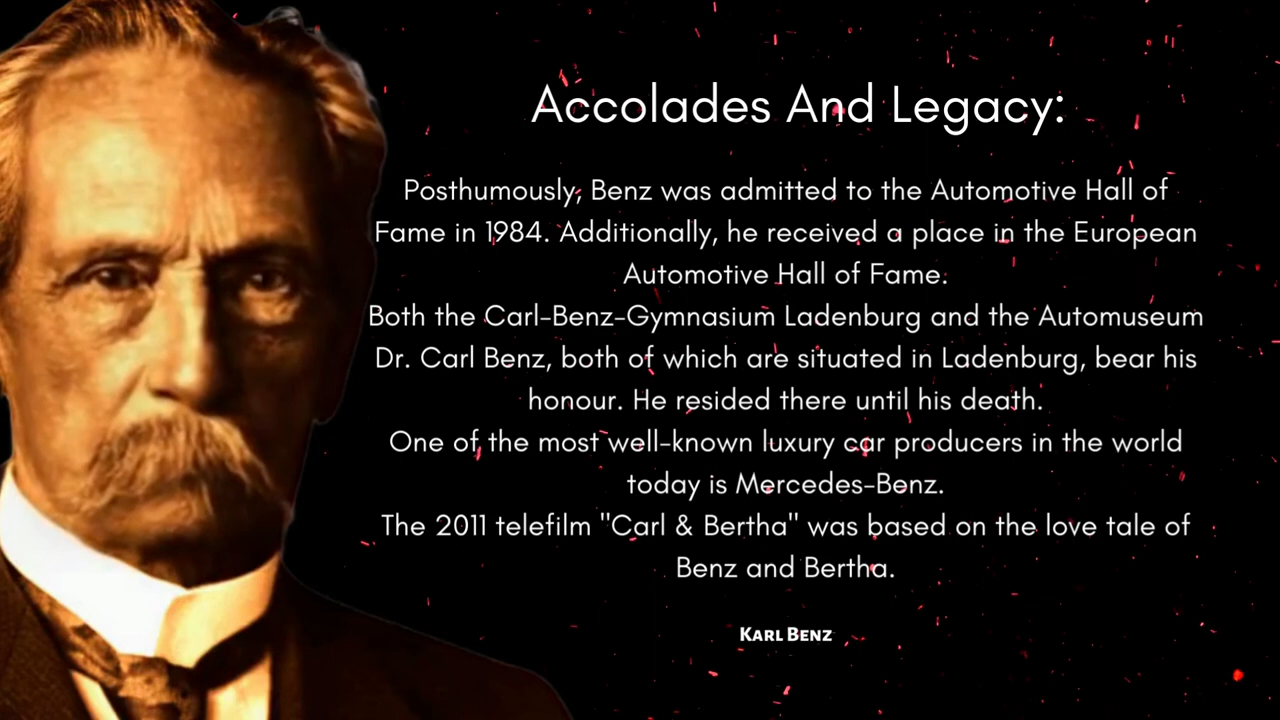 Accolades And Legacy:
Posthumously, Benz was admitted to the Automotive Hall of
Fame in 1984. Additionally, he received a place in the European
Automotive Hall of Fame.
Both the Carl-Benz-Gymnasium Ladenburg and the Automuseum
Dr. Carl Benz, both of which are situated in Ladenburg, bear his
honour. He resided there until his death.
One of the most well-known luxury car producers in the world
today is Mercedes-Benz.
The 2011 telefilm "Carl & Bertha" was based on the love tale of
Benz and Bertha.
Karl Benz